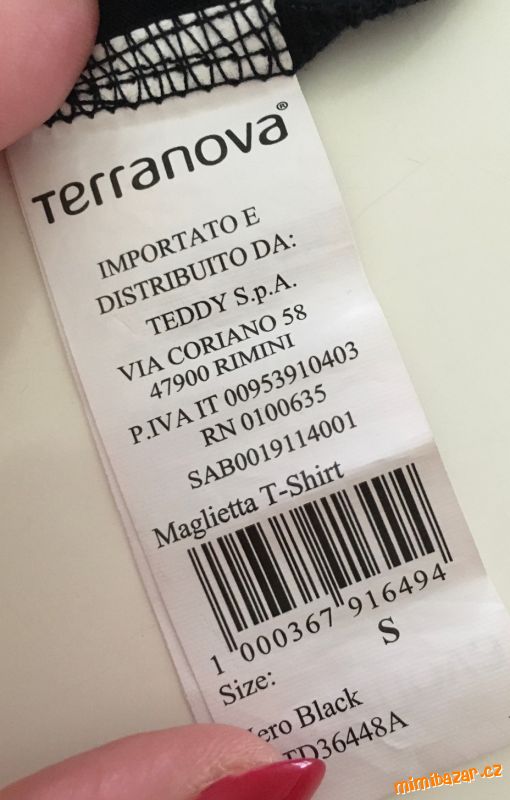 Terranova®
IMPORTATO E
DISTRIBUITO DA:
TEDDY S.p.A.
VIA CORIANO 58
47900 RIMINI
P.IVA IT 00953910403
RN 0100635
SAB0019114001
Maglietta T-Shirt
1 000367 916494
Size: S
Black
TD36448A
mimibazar.cz